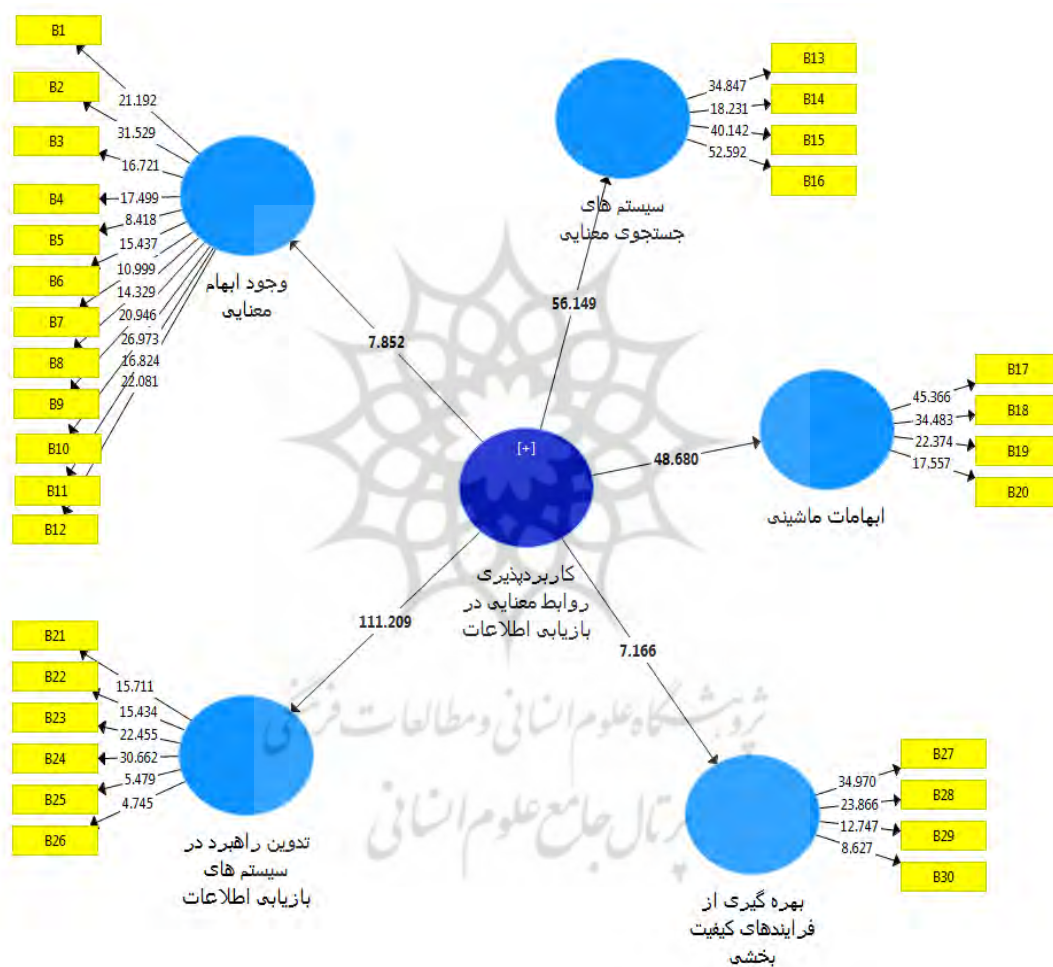 B1
B2
B3
B4
B5
B6
B7
B8
B9
B10
B11
B12
21.192
31.529
16.721
17.499
8.418
15.437
10.999
14.329
20.946
26.973
16.824
22.081
وجود ابهام
معنایی
7.852
B13
B14
B15
B16
34.847
18.231
40.142
52.592
سیستم های
جستجوی معنایی
56.149
B17
B18
B19
B20
45.366
34.483
22.374
17.557
ابهامات ماشینی
48.680
[+]
کاربردپذیری
روابط معنایی در
بازیابی اطلاعات
111.209
7.166
B21
B22
B23
B24
B25
B26
15.711
15.434
22.455
30.662
5.479
4.745
تدوین راهبرد در
سیستم های
بازیابی اطلاعات
B27
B28
B29
B30
34.970
23.866
12.747
8.627
بهره گیری از
فرایندهای کیفیت
بخشی
پژوهشگاه علوم انسانی و مطالعات فرهنگی
پرتال جامع علوم انسانی